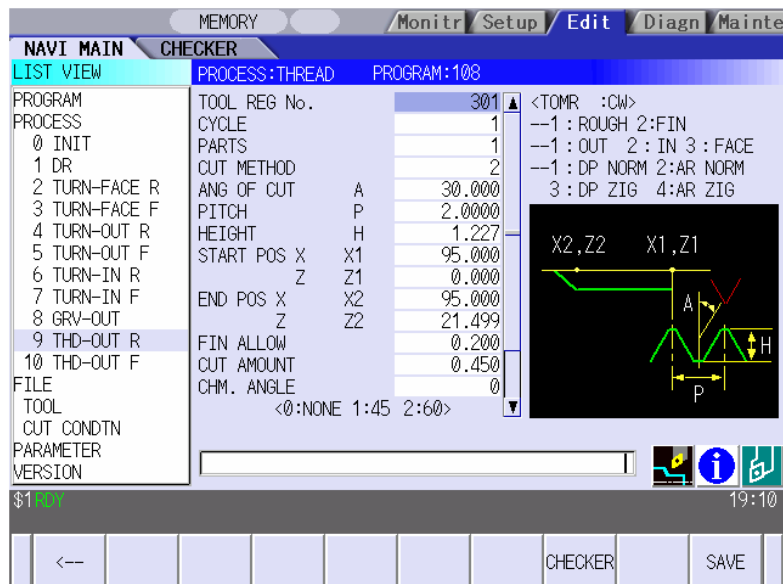 MEMORY Monitr Setup Edit Diagn Mainte
NAVI MAIN CHECKER
LIST VIEW
PROGRAM
PROCESS
0 INIT
1 DR
2 TURN-FACE R
3 TURN-FACE F
4 TURN-OUT R
5 TURN-OUT F
6 TURN-IN R
7 TURN-IN F
8 GRV-OUT
9 THD-OUT R
10 THD-OUT F
FILE
TOOL
CUT CONDTN
PARAMETER
VERSION
PROCESS:THREAD PROGRAM:108
TOOL REG No. 301
CYCLE 1
PARTS 1
CUT METHOD 2
ANG OF CUT A 30.000
PITCH P 2.0000
HEIGHT H 1.227
START POS X X1 95.000
Z Z1 0.000
END POS X X2 95.000
Z Z2 21.499
FIN ALLOW 0.200
CUT AMOUNT 0.450
CHM. ANGLE 0
<0:NONE 1:45 2:60>
<TOMR :CW>
--1:ROUGH 2:FIN
--1:OUT 2:IN 3:FACE
--1:DP NORM 2:AR NORM
3:DP ZIG 4:AR ZIG
X2,Z2 X1,Z1
A
H
P
i
$1RDY 19:10
<-- CHECKER SAVE